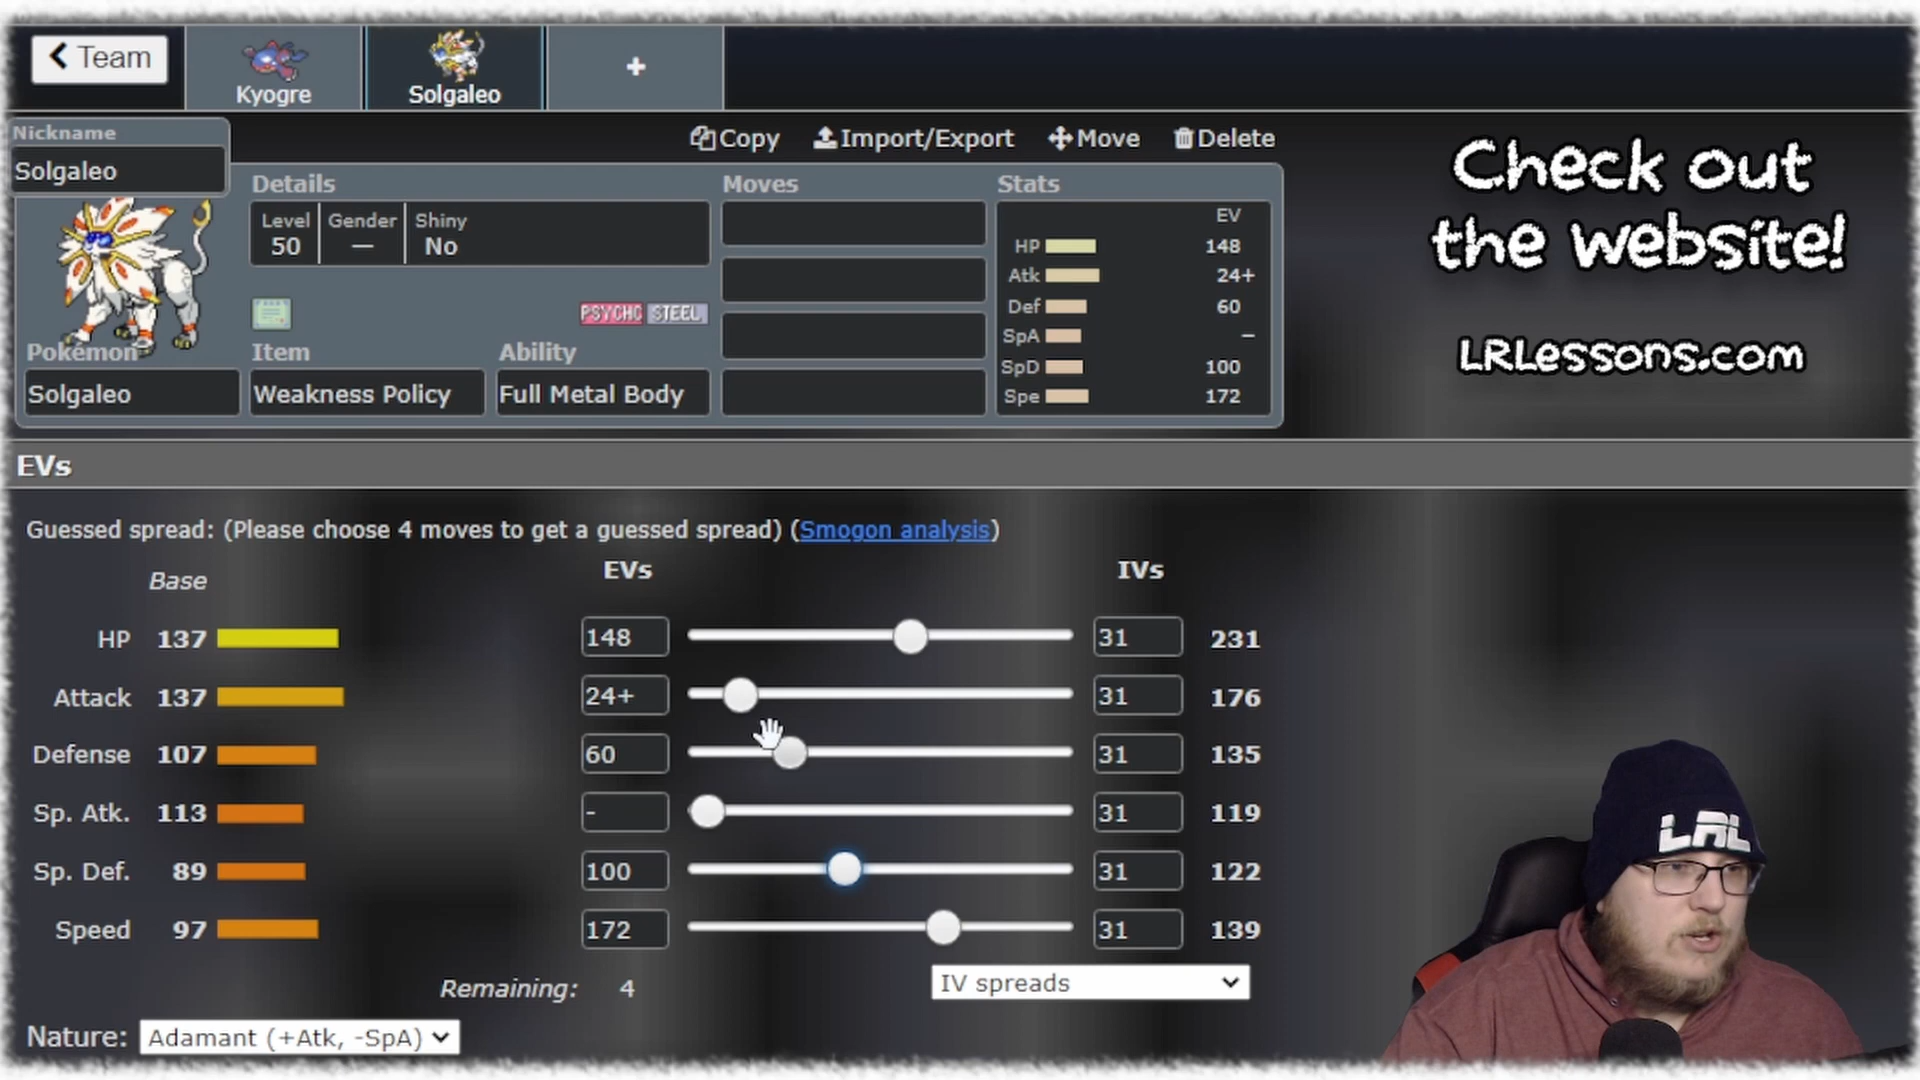 Team
Kyogre
Solgaleo
+
Nickname
Solgaleo
Copy Import/Export Move Delete
Check out
the website!
LRLessons.com
Details
Level Gender Shiny
50 — No
PSYCHC STEEL
Pokémon Item Ability
Solgaleo Weakness Policy Full Metal Body
Moves
Stats
EV
HP 148
Atk 24+
Def 60
SpA –
SpD 100
Spe 172
EVs
Guessed spread: (Please choose 4 moves to get a guessed spread) (Smogon analysis)
Base EVs IVs
HP 137 148 31 231
Attack 137 24+ 31 176
Defense 107 60 31 135
Sp. Atk. 113 - 31 119
Sp. Def. 89 100 31 122
Speed 97 172 31 139
Remaining: 4 IV spreads
Nature: Adamant (+Atk, -SpA)
LRL